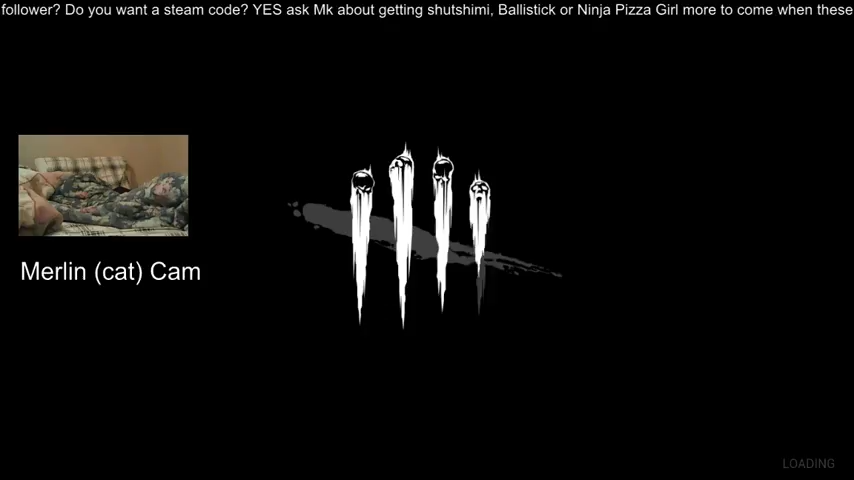 follower? Do you want a steam code? YES ask Mk about getting shutshimi, Ballistick or Ninja Pizza Girl more to come when these
Merlin (cat) Cam
LOADING